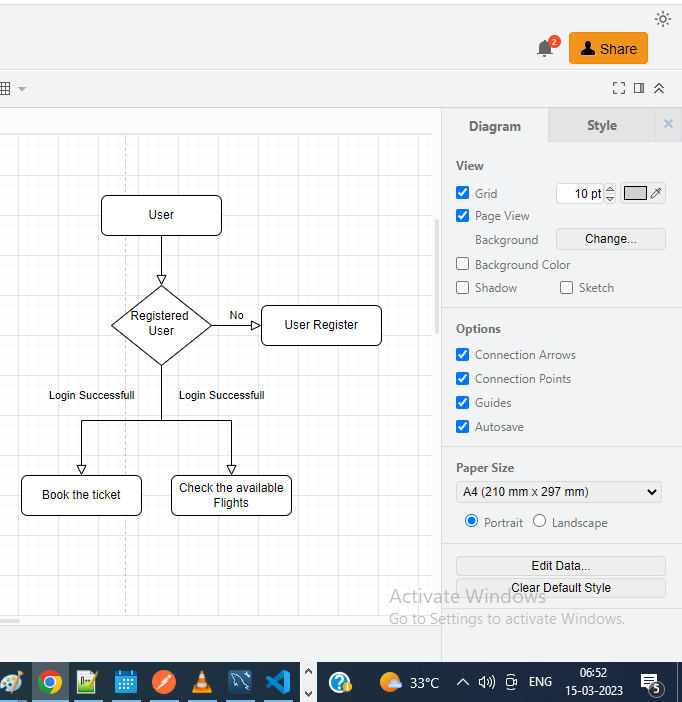 2
Share
Diagram
Style
View
Grid
10 pt
Page View
Background
Change...
Background Color
Shadow
Sketch
Options
Connection Arrows
Connection Points
Guides
Autosave
Paper Size
A4 (210 mm x 297 mm)
Portrait
Landscape
Edit Data...
Clear Default Style
User
Registered
User
No
User Register
Login Successfull
Login Successfull
Book the ticket
Check the available
Flights
Activate Windows
Go to Settings to activate Windows.
33°C
ENG
06:52
15-03-2023
5